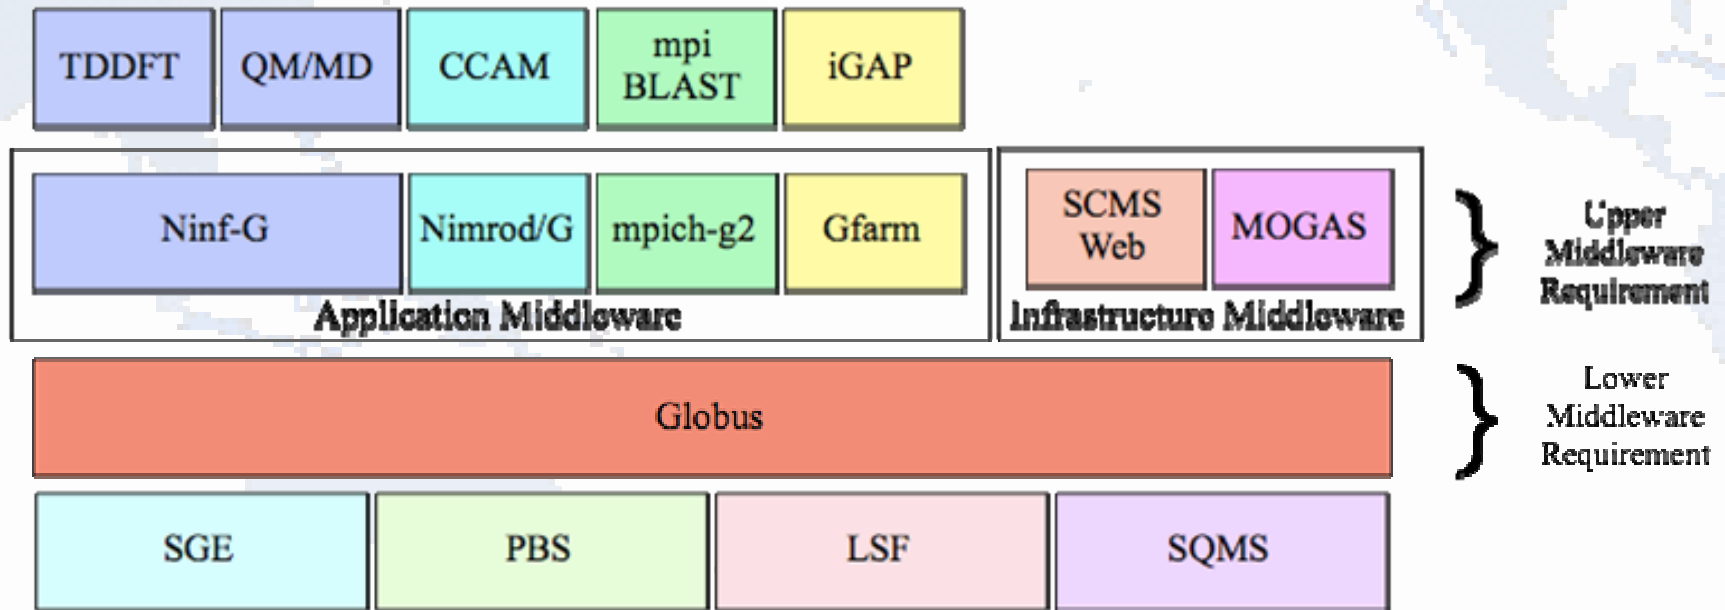 TDDFT
QM/MD
CCAM
mpi
BLAST
iGAP
Ninf-G
Nimrod/G
mpich-g2
Gfarm
Application Middleware
SCMS
Web
MOGAS
Infrastructure Middleware
Upper
Middleware
Requirement
Globus
Lower
Middleware
Requirement
SGE
PBS
LSF
SQMS